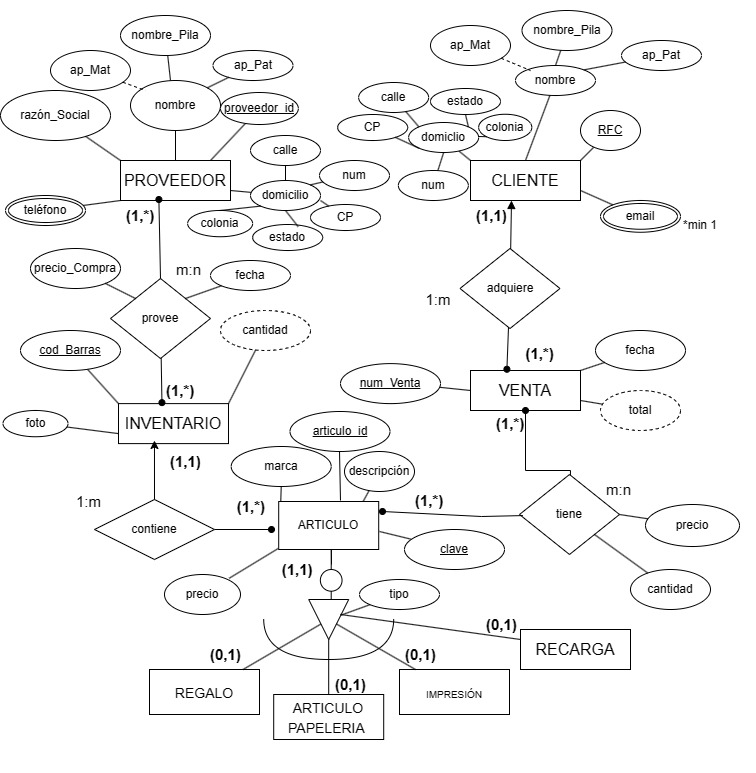 nombre_Pila
ap_Mat
ap_Pat
nombre
razón_Social
proveedor_id
PROVEEDOR
teléfono
(1,*)
calle
num
domicilio
CP
colonia
estado
nombre_Pila
ap_Mat
ap_Pat
nombre
calle
estado
CP
domiclio
colonia
num
RFC
CLIENTE
(1,1)
email
*min 1
precio_Compra
m:n
fecha
provee
cantidad
cod_Barras
(1,*)
foto
INVENTARIO
(1,1)
1:m
adquiere
(1,*)
fecha
num_Venta
VENTA
total
(1,*)
articulo_id
marca
descripción
1:m
contiene
(1,*)
ARTICULO
(1,*)
clave
precio
(1,1)
m:n
tiene
precio
cantidad
tipo
(0,1)
(0,1)
(0,1)
(0,1)
REGALO
ARTICULO
PAPELERIA
IMPRESIÓN
RECARGA